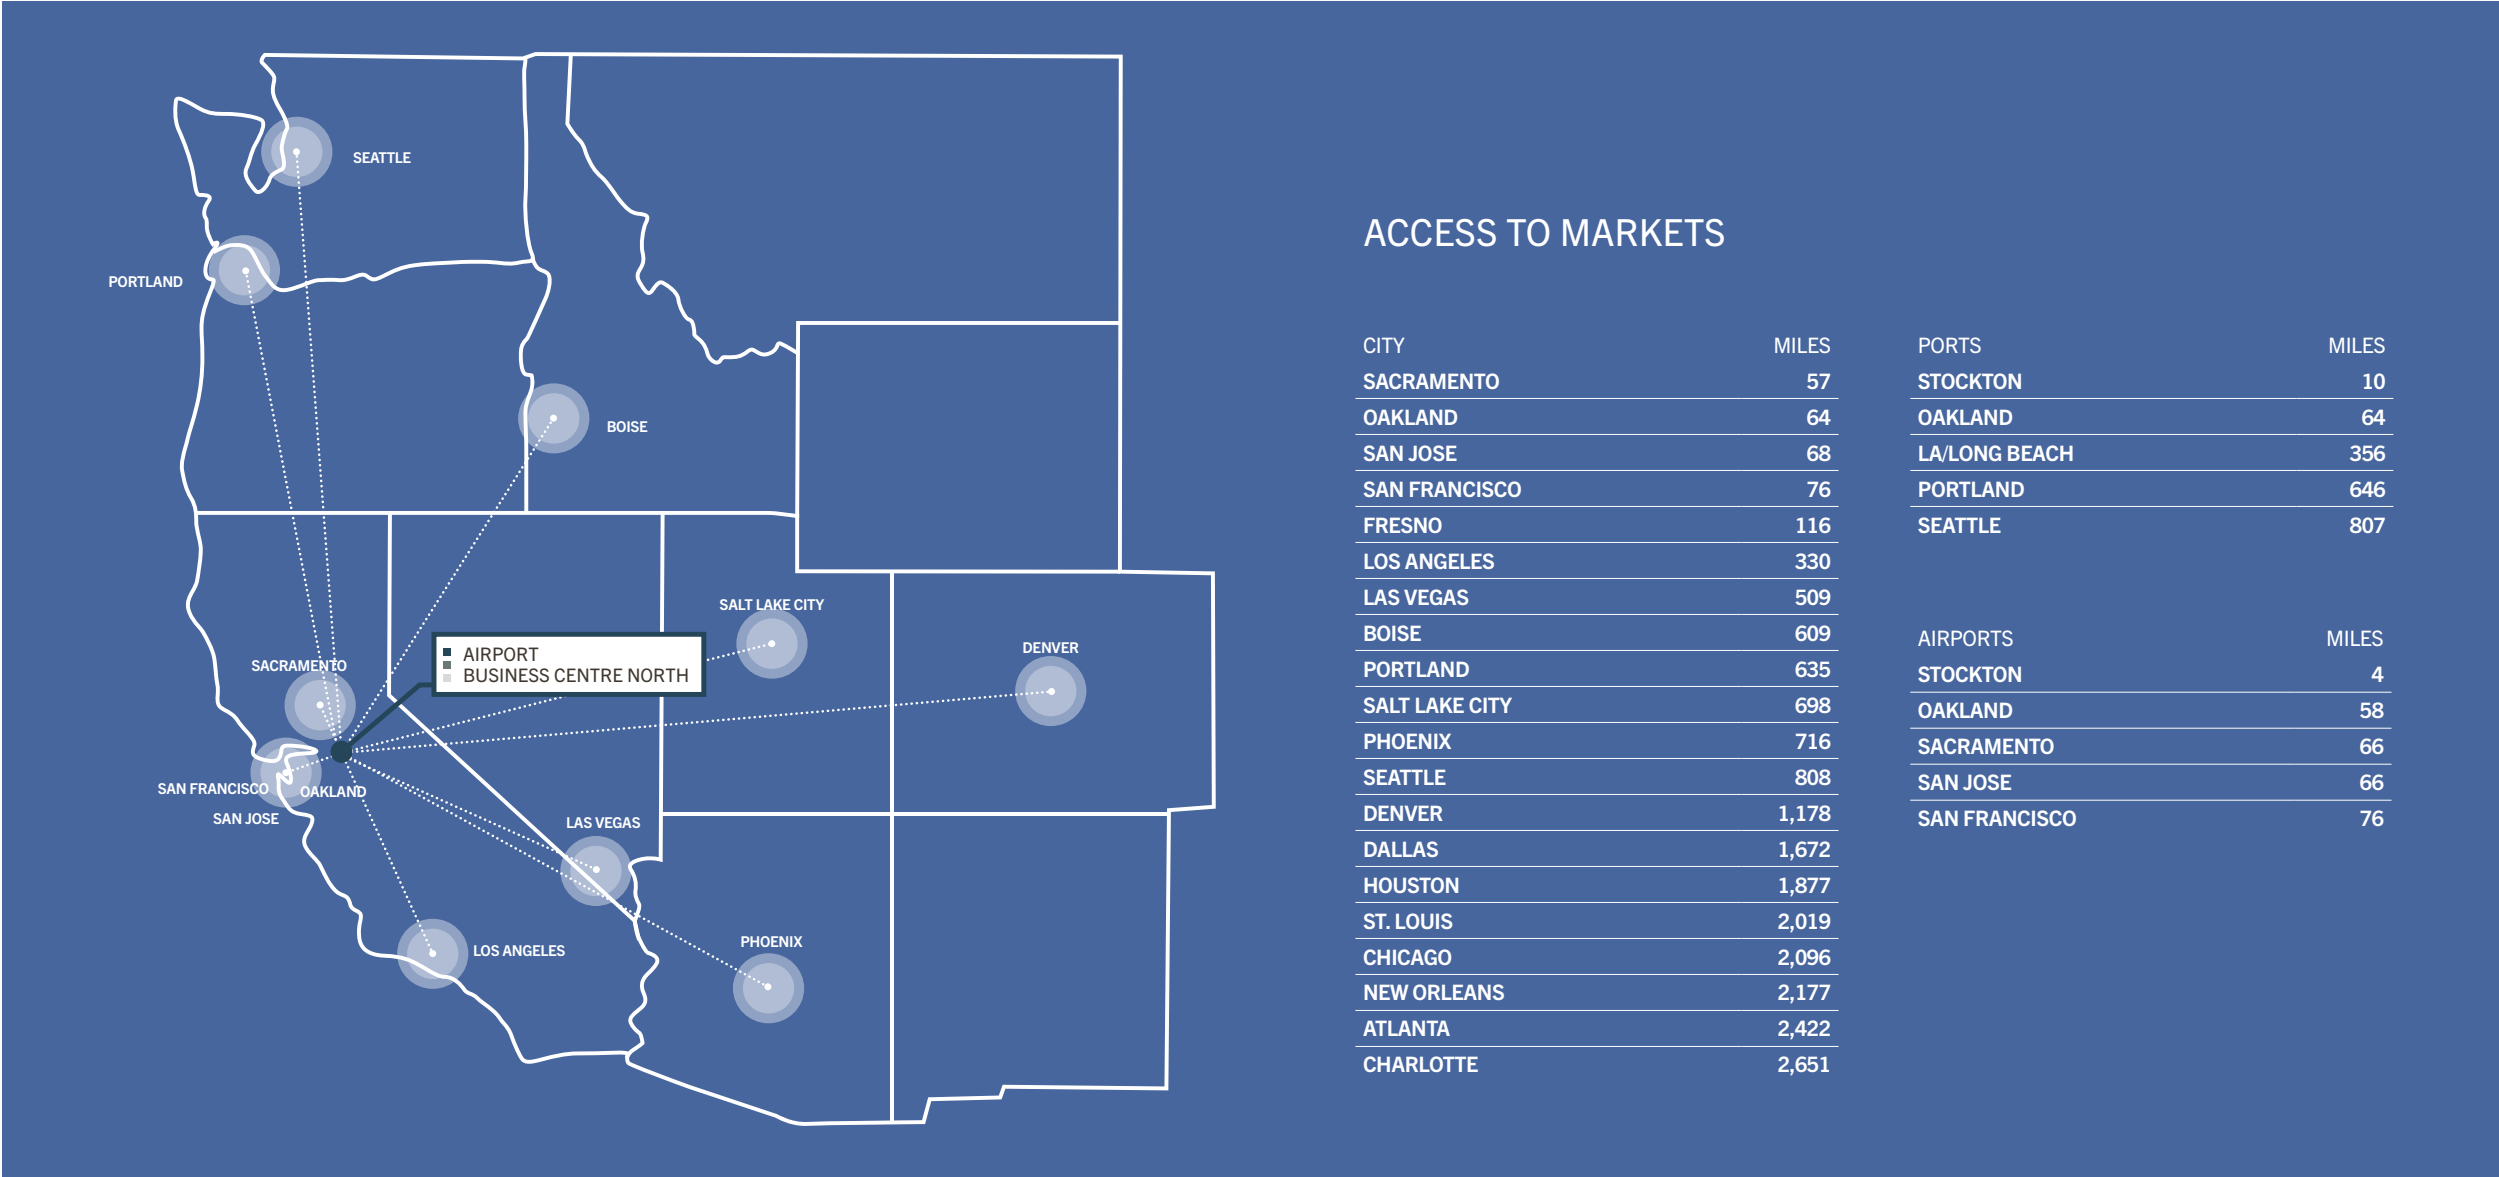 SEATTLE
PORTLAND
BOISE
SALT LAKE CITY
DENVER
AIRPORT
BUSINESS CENTRE NORTH
SACRAMENTO
SAN FRANCISCO
OAKLAND
SAN JOSE
LAS VEGAS
LOS ANGELES
PHOENIX
ACCESS TO MARKETS
CITY MILES
SACRAMENTO 57
OAKLAND 64
SAN JOSE 68
SAN FRANCISCO 76
FRESNO 116
LOS ANGELES 330
LAS VEGAS 509
BOISE 609
PORTLAND 635
SALT LAKE CITY 698
PHOENIX 716
SEATTLE 808
DENVER 1,178
DALLAS 1,672
HOUSTON 1,877
ST. LOUIS 2,019
CHICAGO 2,096
NEW ORLEANS 2,177
ATLANTA 2,422
CHARLOTTE 2,651
PORTS MILES
STOCKTON 10
OAKLAND 64
LA/LONG BEACH 356
PORTLAND 646
SEATTLE 807
AIRPORTS MILES
STOCKTON 4
OAKLAND 58
SACRAMENTO 66
SAN JOSE 66
SAN FRANCISCO 76